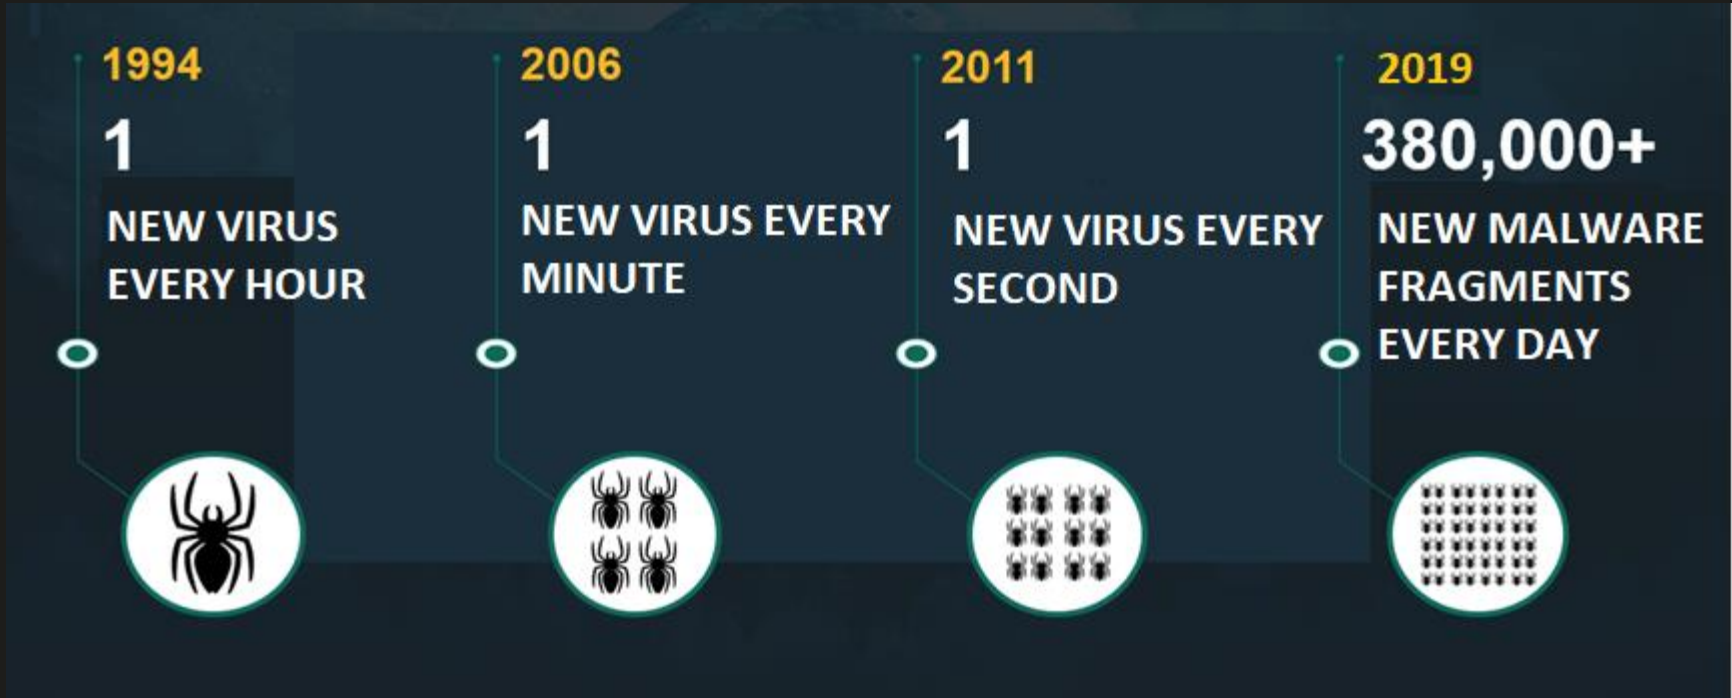 1994
1
NEW VIRUS
EVERY HOUR
2006
1
NEW VIRUS EVERY
MINUTE
2011
1
NEW VIRUS EVERY
SECOND
2019
380,000+
NEW MALWARE
FRAGMENTS
EVERY DAY